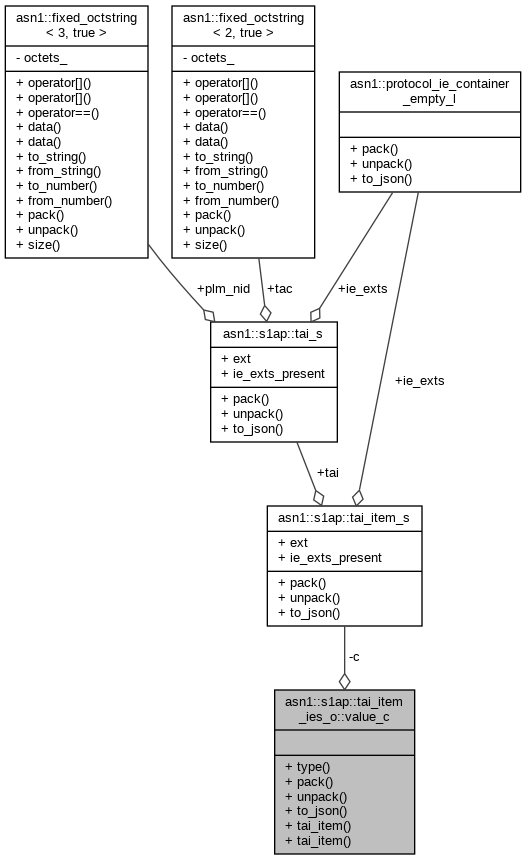 asn1::fixed_octstring
< 3, true >
- octets_
+ operator[]()
+ operator[]()
+ operator==()
+ data()
+ data()
+ to_string()
+ from_string()
+ to_number()
+ from_number()
+ pack()
+ unpack()
+ size()
asn1::fixed_octstring
< 2, true >
- octets_
+ operator[]()
+ operator[]()
+ operator==()
+ data()
+ data()
+ to_string()
+ from_string()
+ to_number()
+ from_number()
+ pack()
+ unpack()
+ size()
asn1::protocol_ie_container
_empty_l
+ pack()
+ unpack()
+ to_json()
+plm_nid
+tac
+ie_exts
asn1::s1ap::tai_s
+ ext
+ ie_exts_present
+ pack()
+ unpack()
+ to_json()
+ie_exts
+tai
asn1::s1ap::tai_item_s
+ ext
+ ie_exts_present
+ pack()
+ unpack()
+ to_json()
-c
asn1::s1ap::tai_item
_ies_o::value_c
+ type()
+ pack()
+ unpack()
+ to_json()
+ tai_item()
+ tai_item()